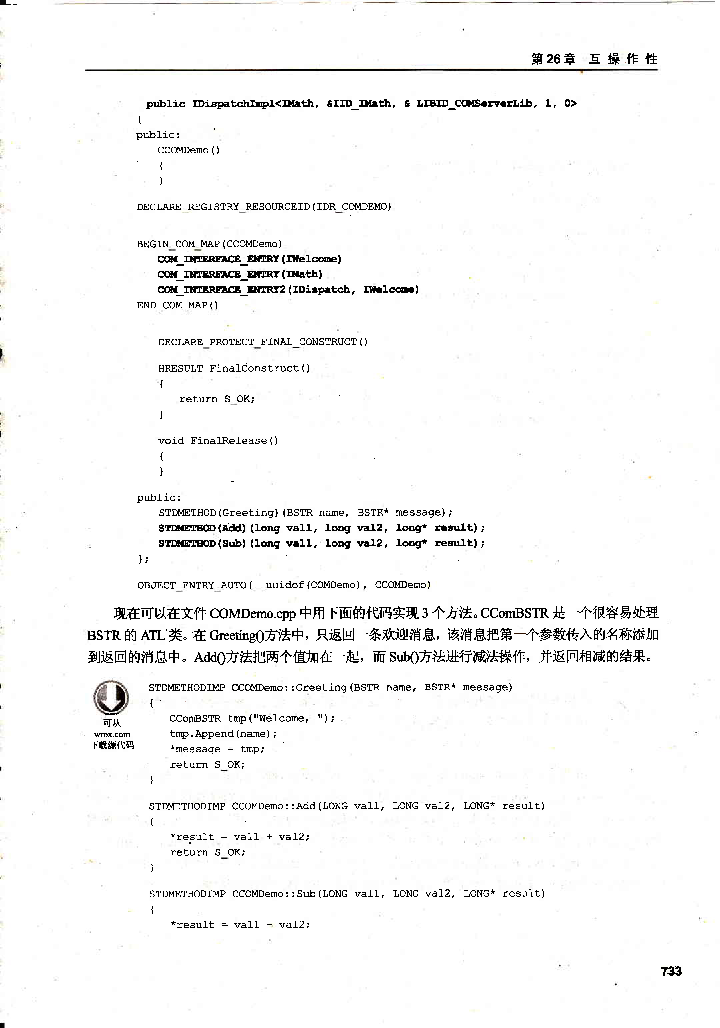 第26章 互操作性
public IDispatchImpl<IMath, &IID_IMath, & LIBID_COMServerLib, 1, 0>
{
public:
CCOMDemo()
{
}
DECLARE_REGISTRY_RESOURCEID(IDR_COMDEMO)
BEGIN_COM_MAP(CCOMDemo)
COM_INTERFACE_ENTRY(IWelcome)
COM_INTERFACE_ENTRY(IMath)
COM_INTERFACE_ENTRY2(IDispatch, IWelcome)
END_COM_MAP()
DECLARE_PROTECT_FINAL_CONSTRUCT()
HRESULT FinalConstruct()
{
return S_OK;
}
void FinalRelease()
{
}
public:
STDMETHOD(Greeting)(BSTR name, BSTR* message);
STDMETHOD(Add)(long val1, long val2, long* result);
STDMETHOD(Sub)(long val1, long val2, long* result);
};
OBJECT_ENTRY_AUTO(__uuidof(COMDemo), CCOMDemo)
现在可以在文件 COMDemo.cpp 中用下面的代码实现 3 个方法。CComBSTR 是一个很容易处理
BSTR 的 ATL 类。在 Greeting()方法中，只返回一条欢迎消息，该消息把第一个参数传入的名称添加
到返回的消息中。Add()方法把两个值加在一起，而 Sub()方法进行减法操作，并返回相减的结果。
可从
wrox.com
下载源代码
STDMETHODIMP CCOMDemo::Greeting(BSTR name, BSTR* message)
{
CComBSTR tmp("Welcome, ");
tmp.Append(name);
*message = tmp;
return S_OK;
}
STDMETHODIMP CCOMDemo::Add(LONG val1, LONG val2, LONG* result)
{
*result = val1 + val2;
return S_OK;
}
STDMETHODIMP CCOMDemo::Sub(LONG val1, LONG val2, LONG* result)
{
*result = val1 - val2;
733